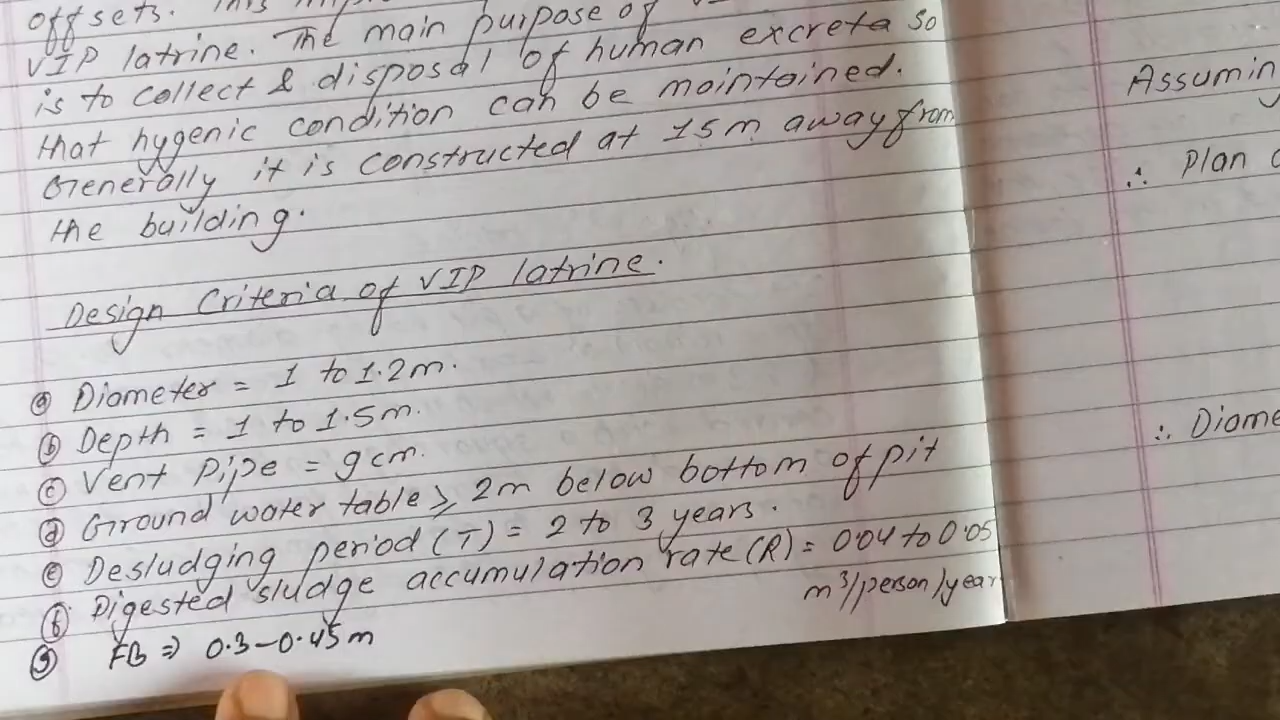 offsets. This
VIP latrine. The main purpose of
is to collect & disposal of human excreta so
that hygenic condition can be maintained.
Generally it is constructed at 15m away from
the building.
Design Criteria of VIP latrine.
(a) Diameter = 1 to 1.2m.
(b) Depth = 1 to 1.5m.
(c) Vent Pipe = 9cm.
(d) Ground water table ≥ 2m below bottom of pit
(e) Desludging period (T) = 2 to 3 years.
(f) Digested sludge accumulation rate (R) = 0.04 to 0.05
m³/person/year
(g) FB ⇒ 0.3-0.45m
Assumin
∴ Plan
∴ Diame